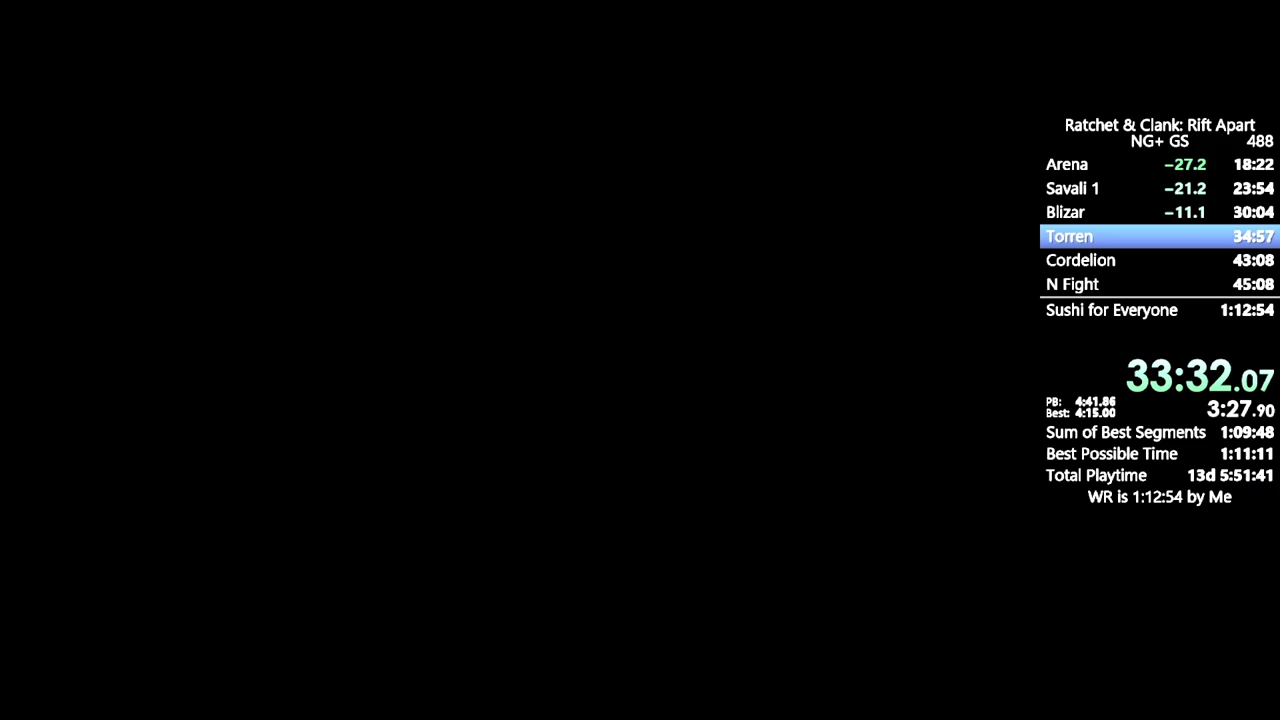 Ratchet & Clank: Rift Apart
NG+ GS 488
Arena −27.2 18:22
Savali 1 −21.2 23:54
Blizar −11.1 30:04
Torren 34:57
Cordelion 43:08
N Fight 45:08
Sushi for Everyone 1:12:54
33:32.07
PB: 4:41.86
Best: 4:15.00 3:27.90
Sum of Best Segments 1:09:48
Best Possible Time 1:11:11
Total Playtime 13d 5:51:41
WR is 1:12:54 by Me